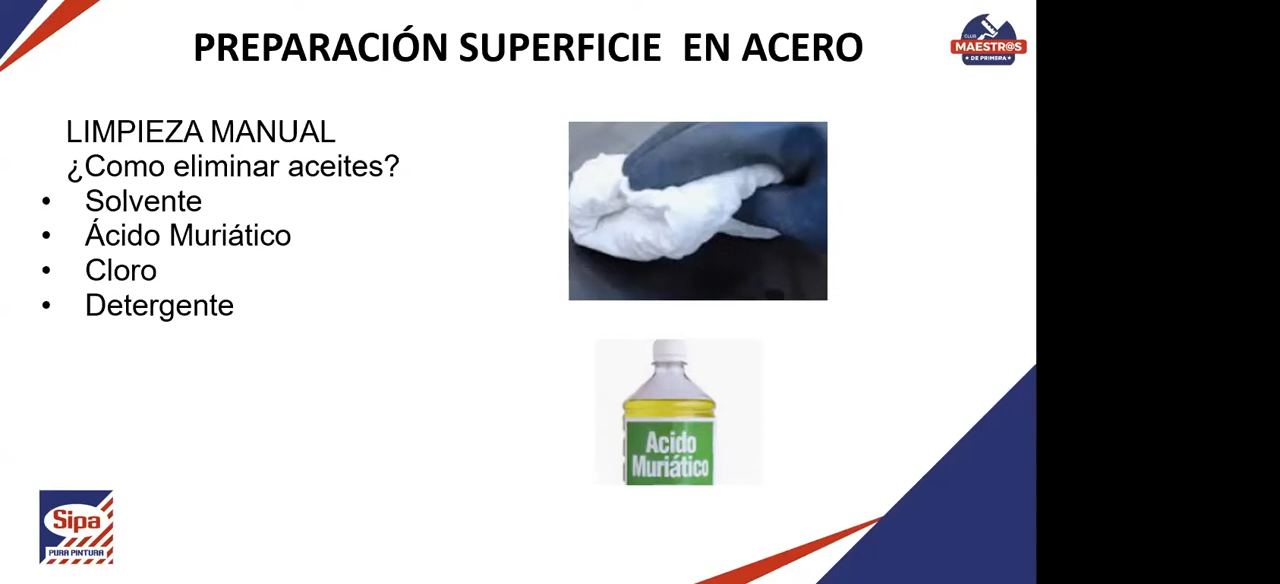 PREPARACIÓN SUPERFICIE EN ACERO
CLUB
MAESTR@S
DE PRIMERA
LIMPIEZA MANUAL
¿Como eliminar aceites?
• Solvente
• Ácido Muriático
• Cloro
• Detergente
Acido
Muriático
Sipa
PURA PINTURA